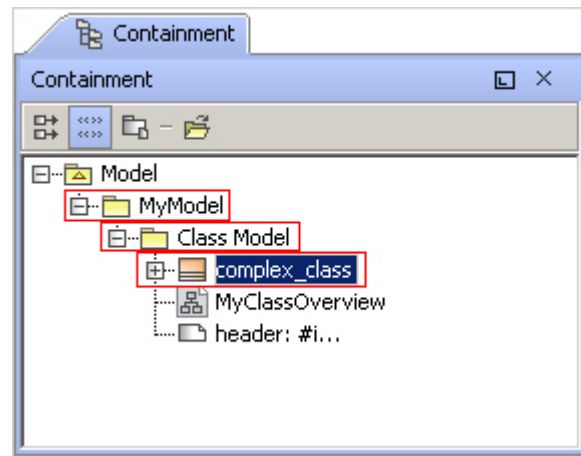 Containment
Containment
Model
MyModel
Class Model
complex_class
MyClassOverview
header: #i...